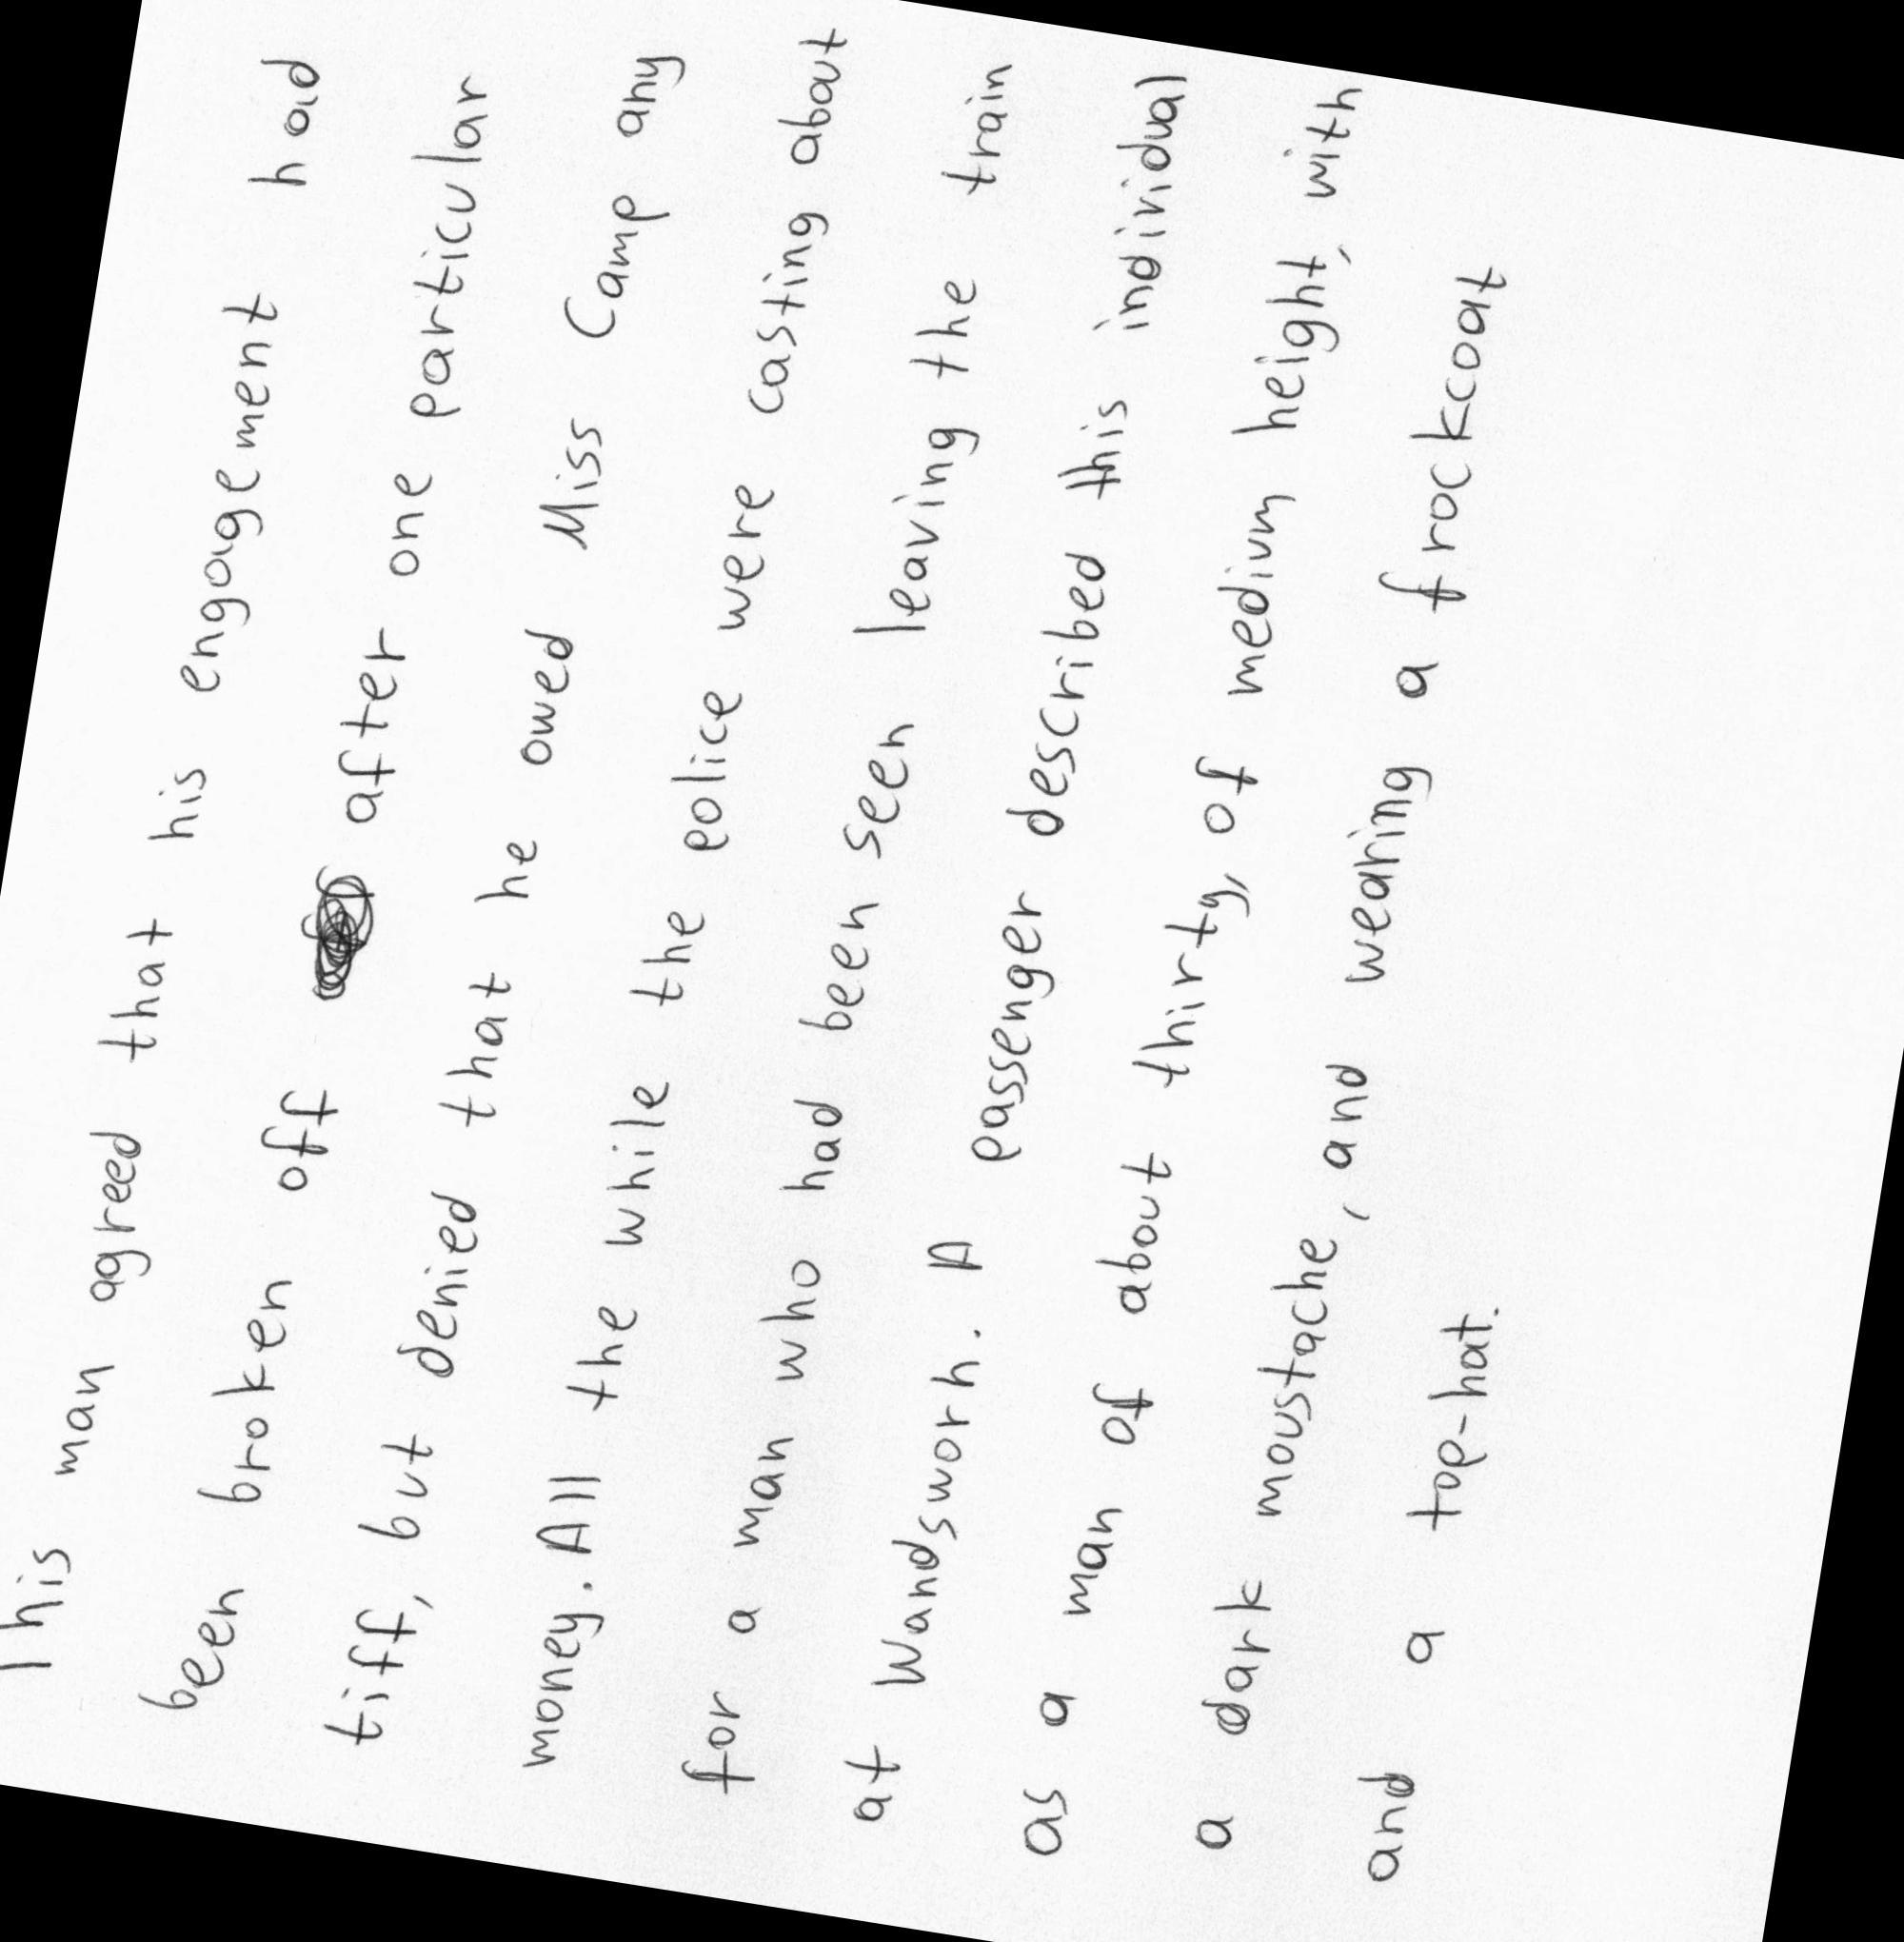 This man agreed that his engagement had
been broken off after one particular
tiff, but denied that he owed Miss Camp any
money. All the while the police were casting about
for a man who had been seen leaving the train
at Wandsworh. A passenger described this individual
as a man of about thirty, of medium height, with
a dark moustache, and wearing a frockcoat
and a top-hat.